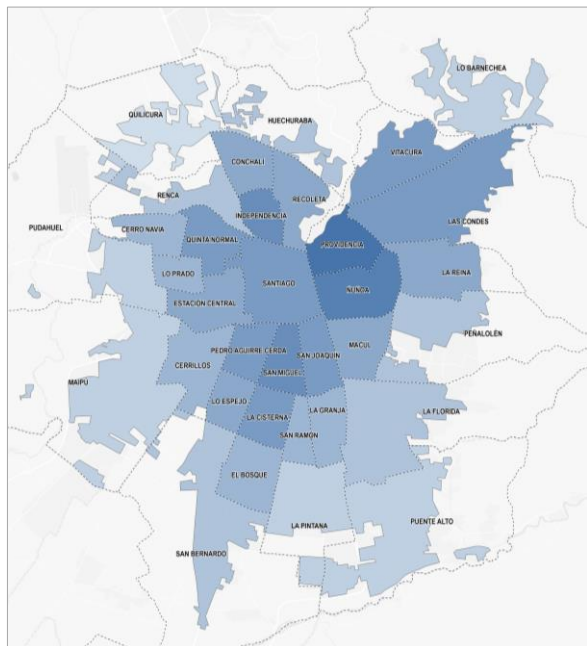 LO BARNECHEA
QUILICURA
HUECHURABA
CONCHALI
VITACURA
RENCA
RECOLETA
INDEPENDENCIA
LAS CONDES
PUDAHUEL
CERRO NAVIA
QUINTA NORMAL
PROVIDENCIA
LO PRADO
LA REINA
SANTIAGO
ÑUÑOA
ESTACION CENTRAL
PEÑALOLÉN
PEDRO AGUIRRE CERDA
SAN JOAQUIN
MACUL
CERRILLOS
SAN MIGUEL
MAIPÚ
LO ESPEJO
LA CISTERNA
LA GRANJA
LA FLORIDA
SAN RAMÓN
EL BOSQUE
LA PINTANA
PUENTE ALTO
SAN BERNARDO